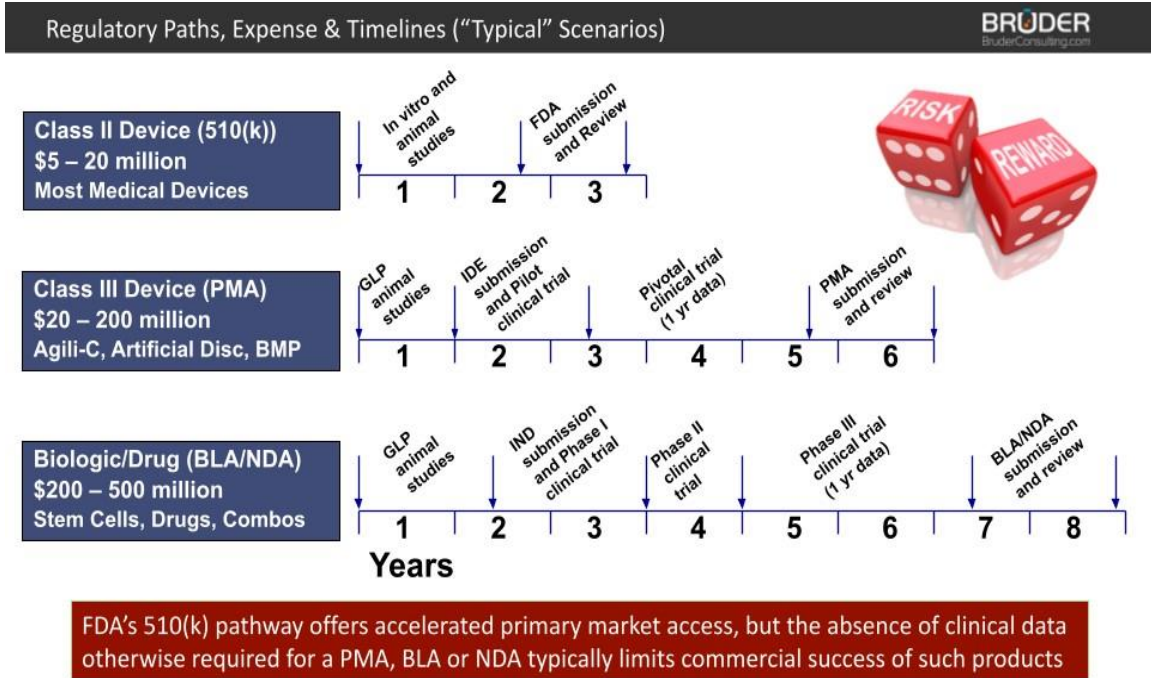 Regulatory Paths, Expense & Timelines (“Typical” Scenarios)
BRUDER
BruderConsulting.com
Class II Device (510(k))
$5 – 20 million
Most Medical Devices
In vitro and
animal
studies
FDA
submission
and Review
1 2 3
RISK
REWARD
Class III Device (PMA)
$20 – 200 million
Agili-C, Artificial Disc, BMP
GLP
animal
studies
IDE
submission
and Pilot
clinical trial
Pivotal
clinical trial
(1 yr data)
PMA
submission
and review
1 2 3 4 5 6
Biologic/Drug (BLA/NDA)
$200 – 500 million
Stem Cells, Drugs, Combos
GLP
animal
studies
IND
submission
and Phase I
clinical trial
Phase II
clinical
trial
Phase III
clinical trial
(1 yr data)
BLA/NDA
submission
and review
1 2 3 4 5 6 7 8
Years
FDA’s 510(k) pathway offers accelerated primary market access, but the absence of clinical data
otherwise required for a PMA, BLA or NDA typically limits commercial success of such products